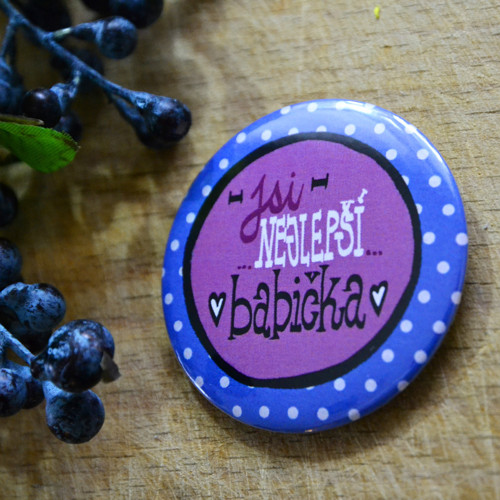 - Jsi -
NEJLEPŠÍ
... babička ...